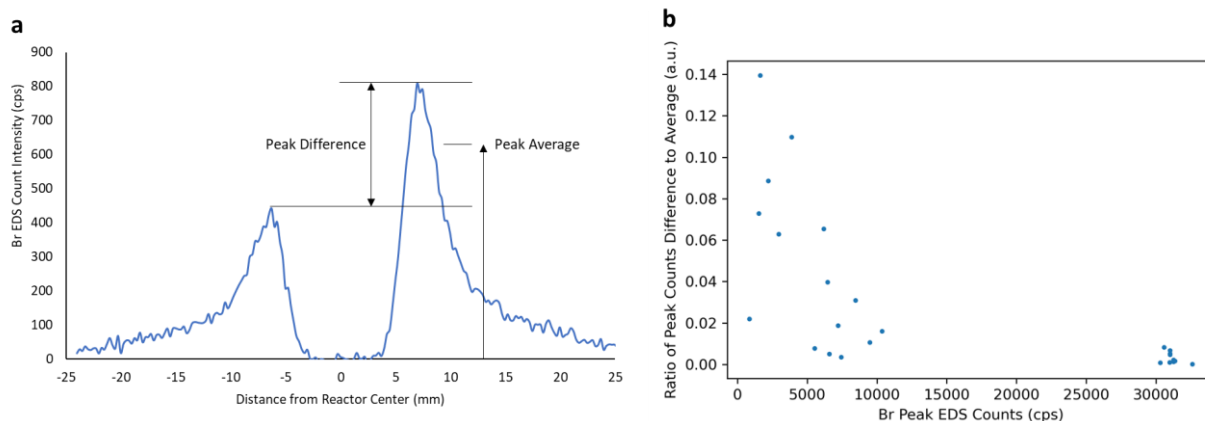 a
900
800
700
600
500
400
300
200
100
0
Br EDS Count Intensity (cps)
Peak Difference
Peak Average
-25 -20 -15 -10 -5 0 5 10 15 20 25
Distance from Reactor Center (mm)
b
Ratio of Peak Counts Difference to Average (a.u.)
0.14
0.12
0.10
0.08
0.06
0.04
0.02
0.00
0 5000 10000 15000 20000 25000 30000
Br Peak EDS Counts (cps)